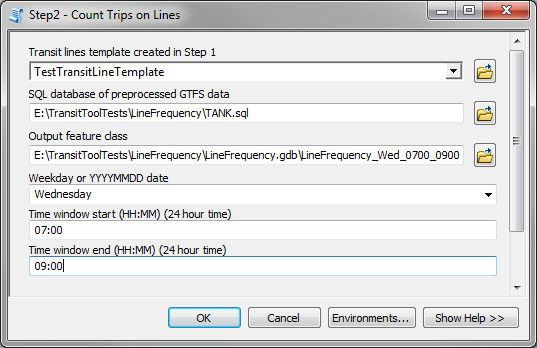 Step2 - Count Trips on Lines
Transit lines template created in Step 1
TestTransitLineTemplate
SQL database of preprocessed GTFS data
E:\TransitToolTests\LineFrequency\TANK.sql
Output feature class
E:\TransitToolTests\LineFrequency\LineFrequency.gdb\LineFrequency_Wed_0700_0900
Weekday or YYYYMMDD date
Wednesday
Time window start (HH:MM) (24 hour time)
07:00
Time window end (HH:MM) (24 hour time)
09:00
OK Cancel Environments... Show Help >>